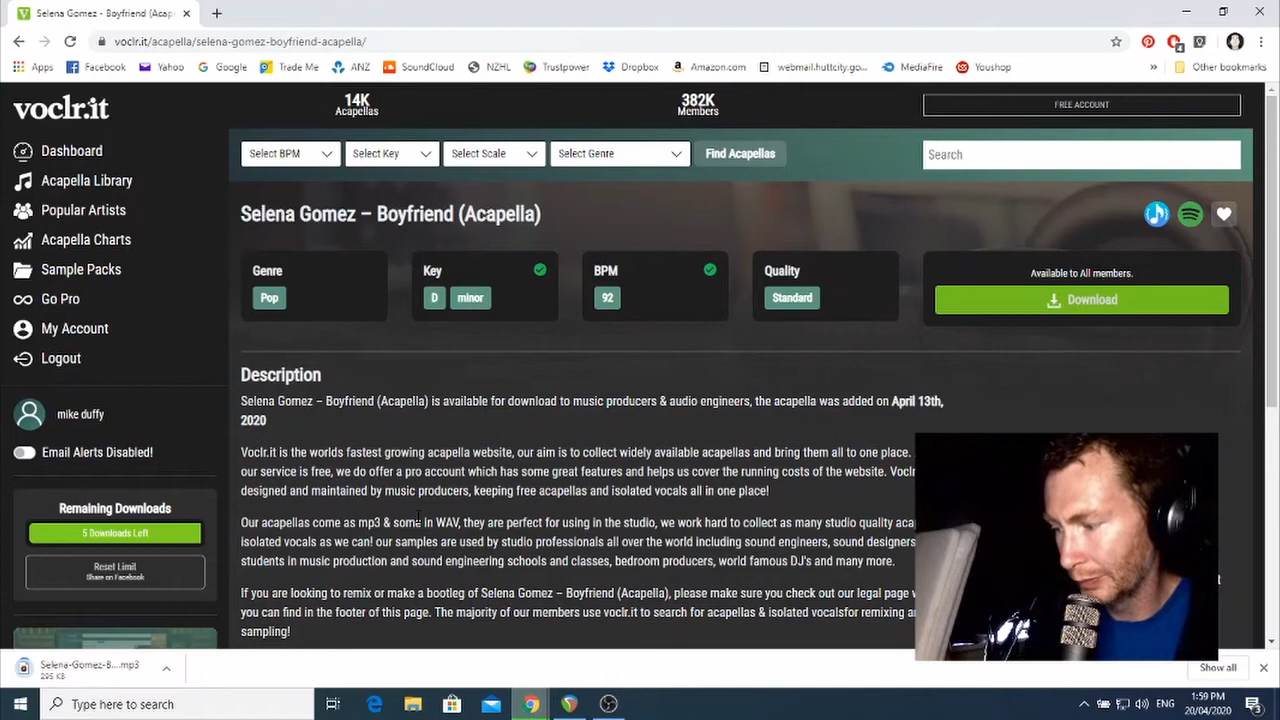 Selena Gomez – Boyfriend (Acap
voclr.it/acapella/selena-gomez-boyfriend-acapella/
Apps Facebook Yahoo Google Trade Me ANZ SoundCloud NZHL Trustpower Dropbox Amazon.com webmail.huttcity.go... MediaFire Youshop » Other bookmarks
voclr.it
14K
Acapellas
382K
Members
FREE ACCOUNT
Select BPM Select Key Select Scale Select Genre Find Acapellas Search
Dashboard
Acapella Library
Popular Artists
Acapella Charts
Sample Packs
Go Pro
My Account
Logout
mike duffy
Email Alerts Disabled!
Remaining Downloads
5 Downloads Left
Reset Limit
Share on Facebook
Selena Gomez – Boyfriend (Acapella)
Genre
Pop
Key
D minor
BPM
92
Quality
Standard
Available to All members.
Download
Description
Selena Gomez – Boyfriend (Acapella) is available for download to music producers & audio engineers, the acapella was added on April 13th,
2020
Voclr.it is the worlds fastest growing acapella website, our aim is to collect widely available acapellas and bring them all to one place.
our service is free, we do offer a pro account which has some great features and helps us cover the running costs of the website. Voclr
designed and maintained by music producers, keeping free acapellas and isolated vocals all in one place!
Our acapellas come as mp3 & some in WAV, they are perfect for using in the studio, we work hard to collect as many studio quality aca
isolated vocals as we can! our samples are used by studio professionals all over the world including sound engineers, sound designers
students in music production and sound engineering schools and classes, bedroom producers, world famous DJ's and many more.
If you are looking to remix or make a bootleg of Selena Gomez – Boyfriend (Acapella), please make sure you check out our legal page
you can find in the footer of this page. The majority of our members use voclr.it to search for acapellas & isolated vocalsfor remixing
sampling!
Selena-Gomez-B....mp3
295 KB
Show all
Type here to search
ENG
1:59 PM
20/04/2020